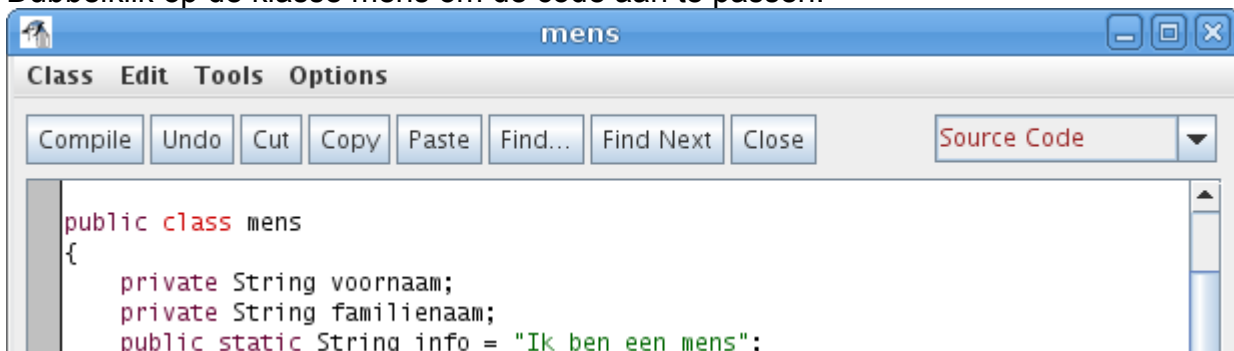 Dubbelklik op de klasse mens om de code aan te passen.
mens
Class Edit Tools Options
Compile Undo Cut Copy Paste Find... Find Next Close Source Code
public class mens
{
private String voornaam;
private String familienaam;
public static String info = "Ik ben een mens";